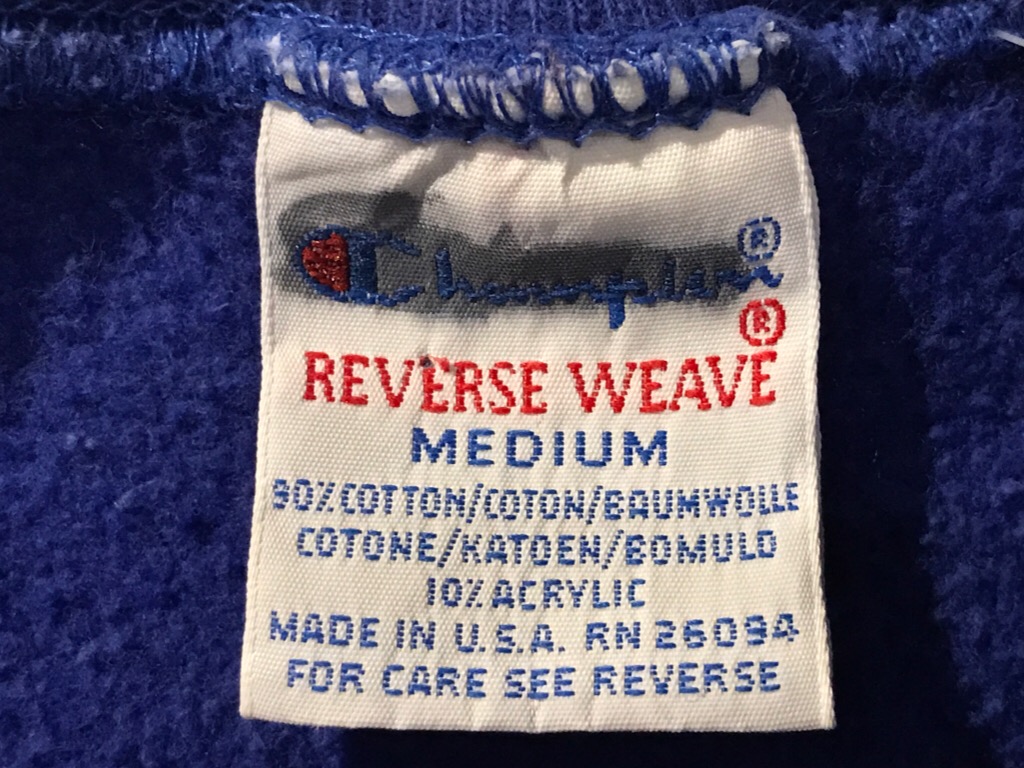 Champion®
®
REVERSE WEAVE
MEDIUM
90% COTTON/COTON/BAUMWOLLE
COTONE/KATOEN/BOMULD
10% ACRYLIC
MADE IN U.S.A. RN 26094
FOR CARE SEE REVERSE